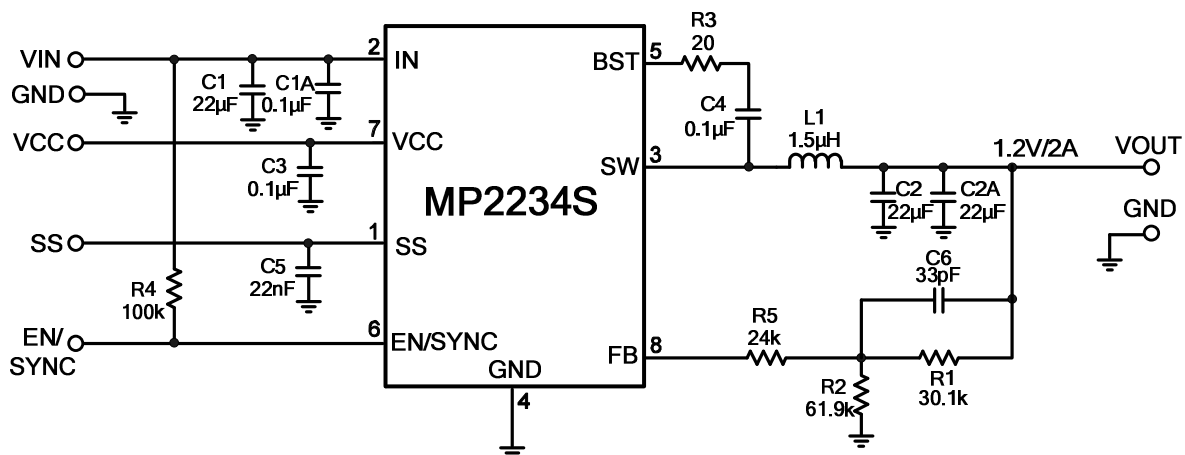 VIN
GND
VCC
SS
EN/
SYNC
R4
100k
C1
22µF
C1A
0.1µF
C3
0.1µF
C5
22nF
2
7
1
6
IN
VCC
SS
EN/SYNC
MP2234S
BST
SW
FB
GND
4
5
3
8
R3
20
C4
0.1µF
L1
1.5µH
1.2V/2A
VOUT
GND
C2
22µF
C2A
22µF
C6
33pF
R5
24k
R2
61.9k
R1
30.1k